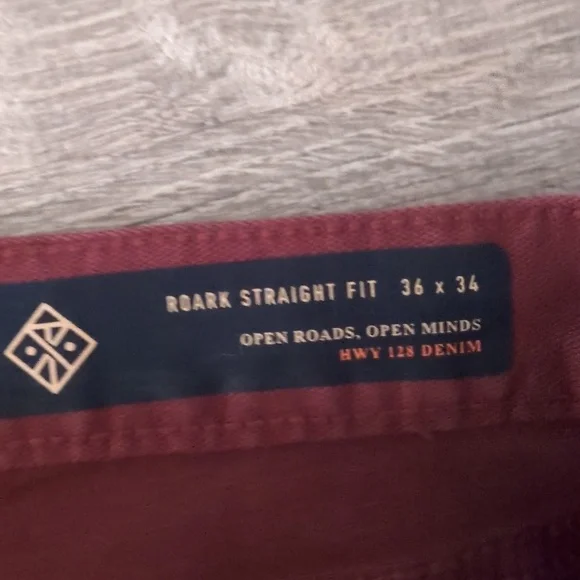 ROARK STRAIGHT FIT 36 x 34
OPEN ROADS, OPEN MINDS
HWY 128 DENIM